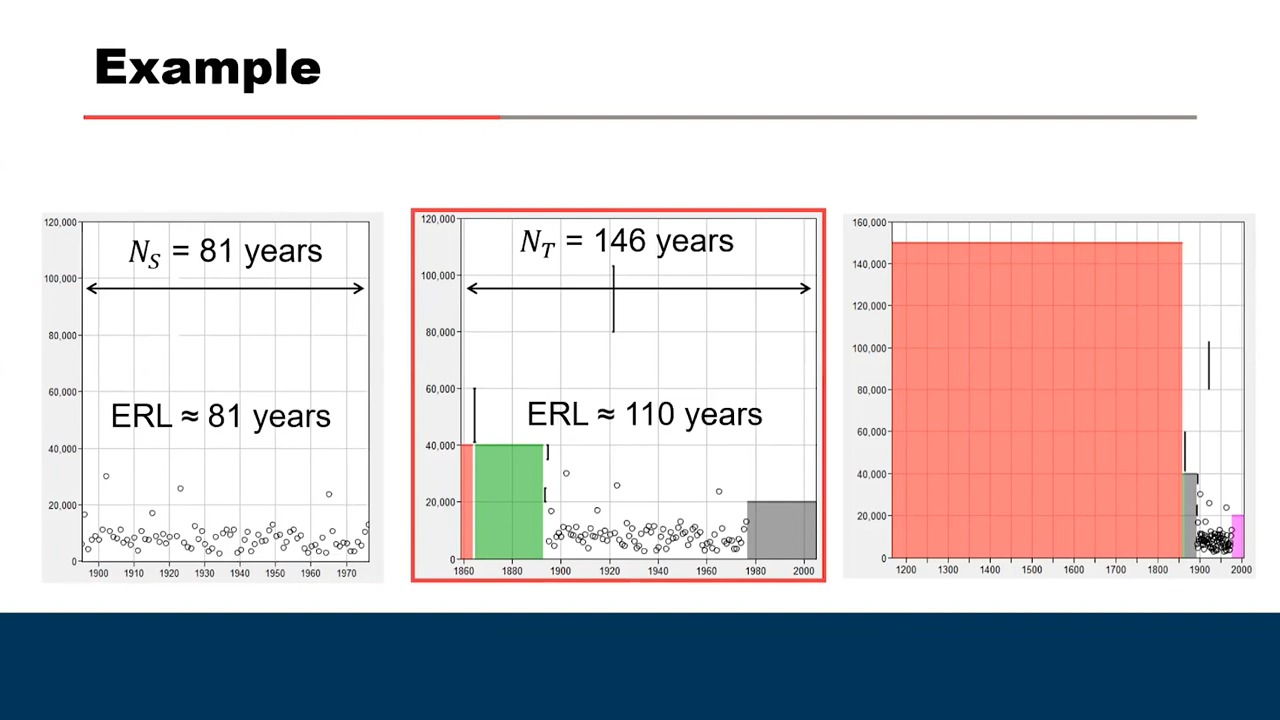 Example
120,000
100,000
80,000
60,000
40,000
20,000
0
N_S = 81 years
ERL ≈ 81 years
1900 1910 1920 1930 1940 1950 1960 1970
120,000
100,000
80,000
60,000
40,000
20,000
0
N_T = 146 years
ERL ≈ 110 years
1860 1880 1900 1920 1940 1960 1980 2000
160,000
140,000
120,000
100,000
80,000
60,000
40,000
20,000
0
1200 1300 1400 1500 1600 1700 1800 1900 2000